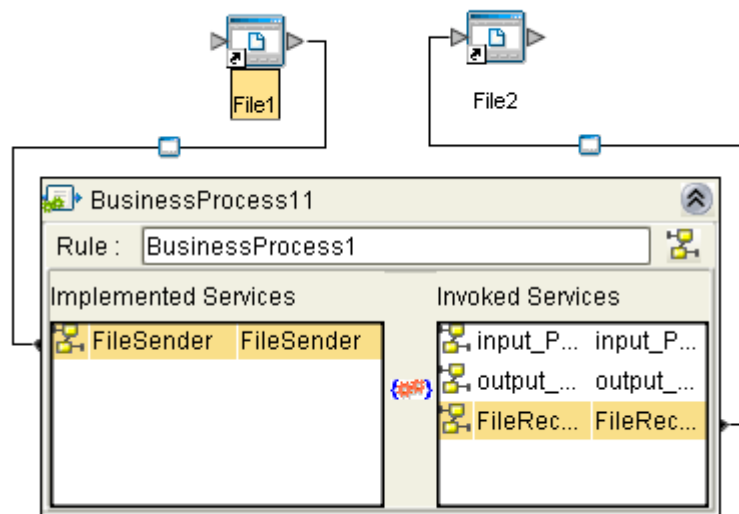 File1
File2
BusinessProcess11
Rule : BusinessProcess1
Implemented Services
Invoked Services
FileSender FileSender
input_P... input_P...
output_... output_...
FileRec... FileRec...